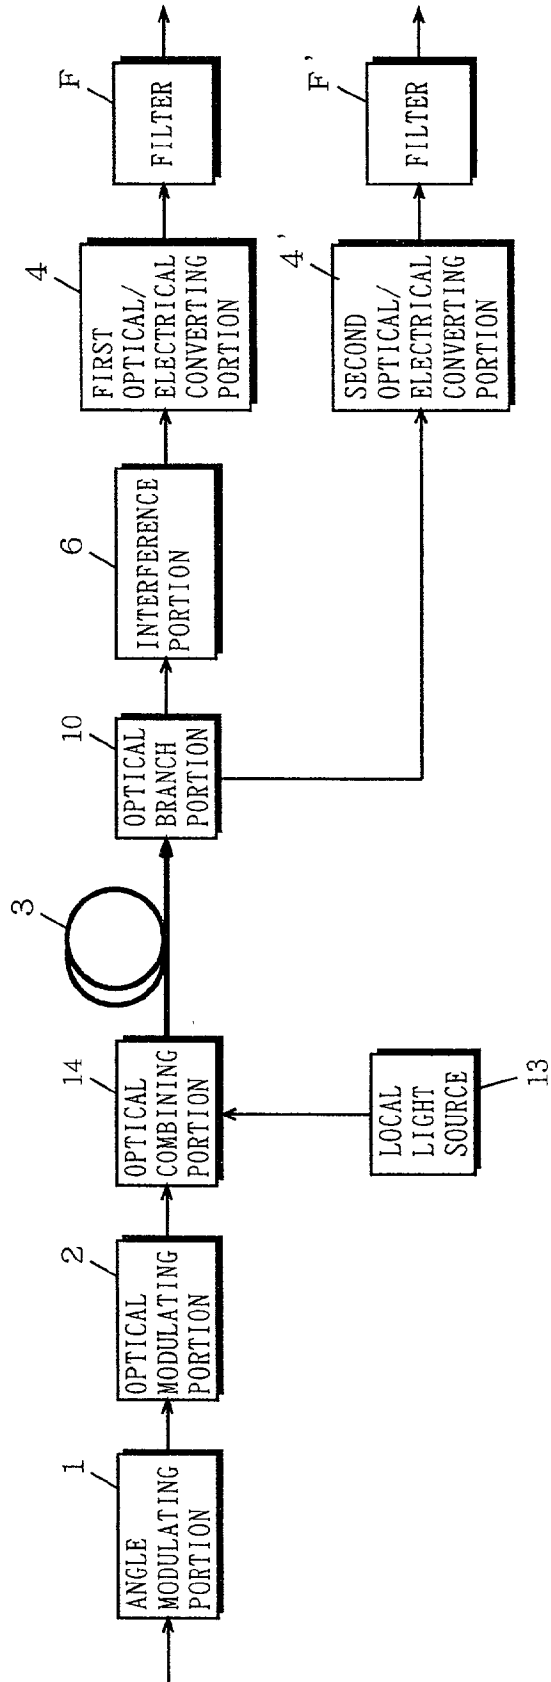 1
ANGLE
MODULATING
PORTION
2
OPTICAL
MODULATING
PORTION
14
OPTICAL
COMBINING
PORTION
LOCAL
LIGHT
SOURCE
13
3
10
OPTICAL
BRANCH
PORTION
6
INTERFERENCE
PORTION
4
FIRST
OPTICAL/
ELECTRICAL
CONVERTING
PORTION
F
FILTER
4'
SECOND
OPTICAL/
ELECTRICAL
CONVERTING
PORTION
F'
FILTER